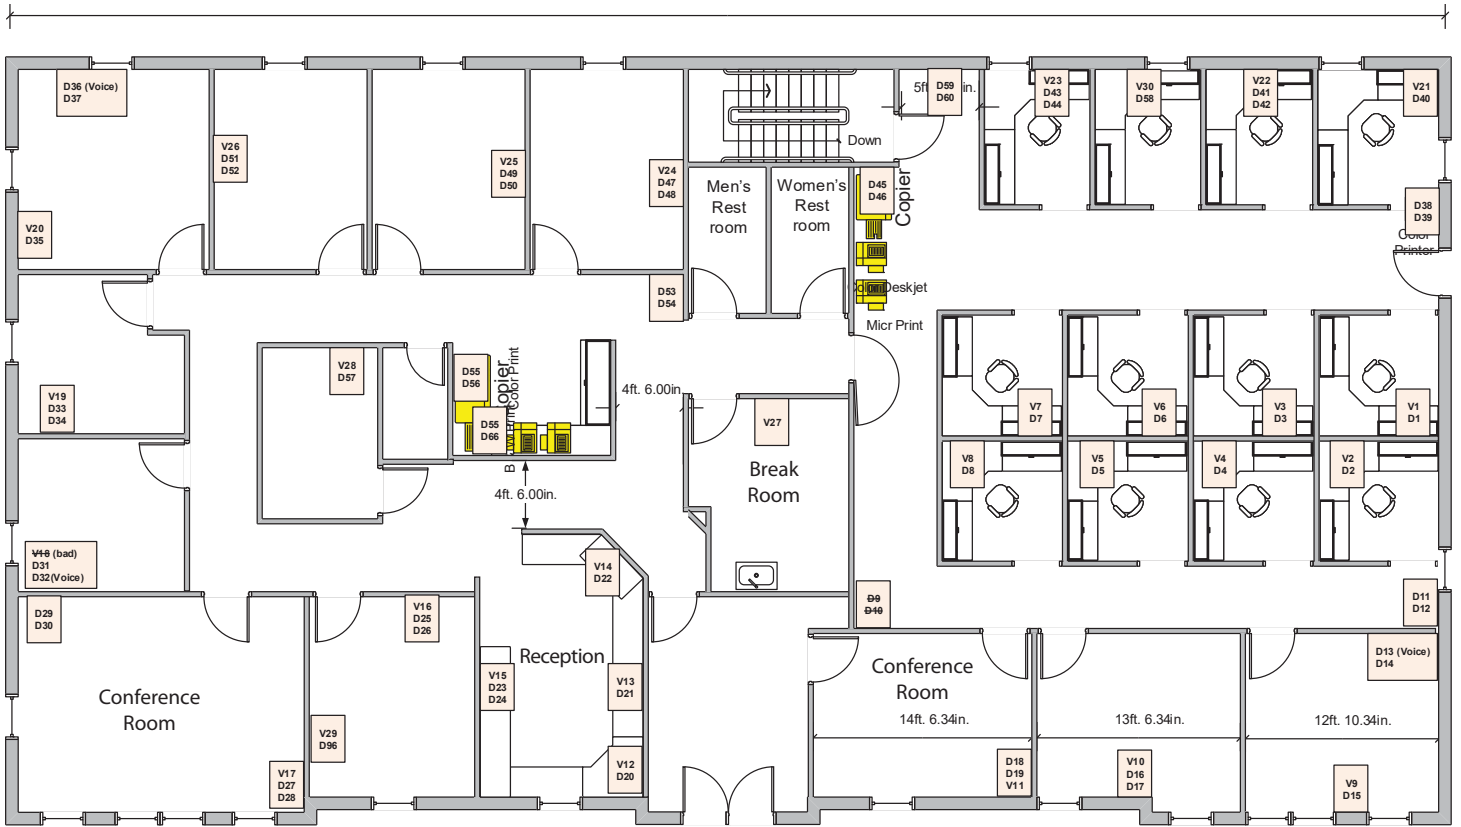 D36 (Voice)
D37
V26
D51
D52
V25
D49
D50
V24
D47
D48
V20
D35
Down
Men's
Rest
room
Women's
Rest
room
D45
D46
Copier
Deskjet
Micr Print
5ft
in.
D59
D60
V23
D43
D44
V30
D58
V22
D41
D42
V21
D40
D38
D39
Color
Printer
D53
D54
V19
D33
D34
V28
D57
D55
D56
D55
D66
opier
Color Print
4ft. 6.00in.
4ft. 6.00in.
V27
Break
Room
V7
D7
V6
D6
V3
D3
V1
D1
V8
D8
V5
D5
V4
D4
V2
D2
V18 (bad)
D31
D32(Voice)
D29
D30
V16
D25
D26
V14
D22
D9
D10
D11
D12
Conference
Room
V29
D96
V17
D27
D28
Reception
V15
D23
D24
V13
D21
V12
D20
Conference
Room
14ft. 6.34in.
D18
D19
V11
13ft. 6.34in.
V10
D16
D17
D13 (Voice)
D14
12ft. 10.34in.
V9
D15